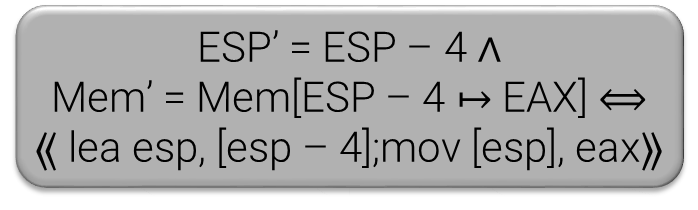 ESP’ = ESP – 4 ∧
Mem’ = Mem[ESP – 4 ↦ EAX] ⇔
⟪ lea esp, [esp – 4];mov [esp], eax⟫